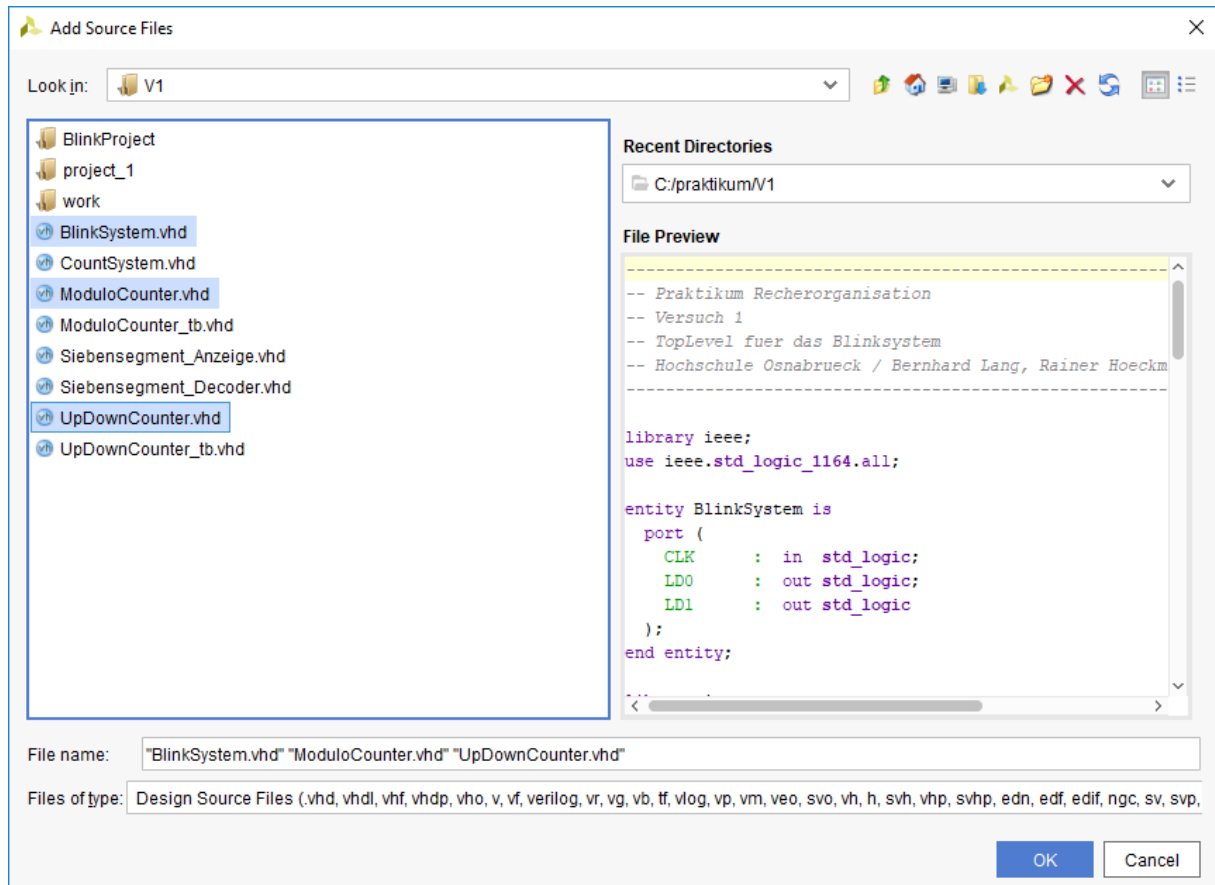 Add Source Files
Look in: V1
BlinkProject
project_1
work
BlinkSystem.vhd
CountSystem.vhd
ModuloCounter.vhd
ModuloCounter_tb.vhd
Siebensegment_Anzeige.vhd
Siebensegment_Decoder.vhd
UpDownCounter.vhd
UpDownCounter_tb.vhd
Recent Directories
C:/praktikum/V1
File Preview
--------------------------------------------------------
-- Praktikum Recherorganisation
-- Versuch 1
-- TopLevel fuer das Blinksystem
-- Hochschule Osnabrueck / Bernhard Lang, Rainer Hoeckm
--------------------------------------------------------
library ieee;
use ieee.std_logic_1164.all;
entity BlinkSystem is
port (
CLK : in std_logic;
LD0 : out std_logic;
LD1 : out std_logic
);
end entity;
File name: "BlinkSystem.vhd" "ModuloCounter.vhd" "UpDownCounter.vhd"
Files of type: Design Source Files (.vhd, vhdl, vhf, vhdp, vho, v, vf, verilog, vr, vg, vb, tf, vlog, vp, vm, veo, svo, vh, h, svh, vhp, svhp, edn, edf, edif, ngc, sv, svp,
OK Cancel